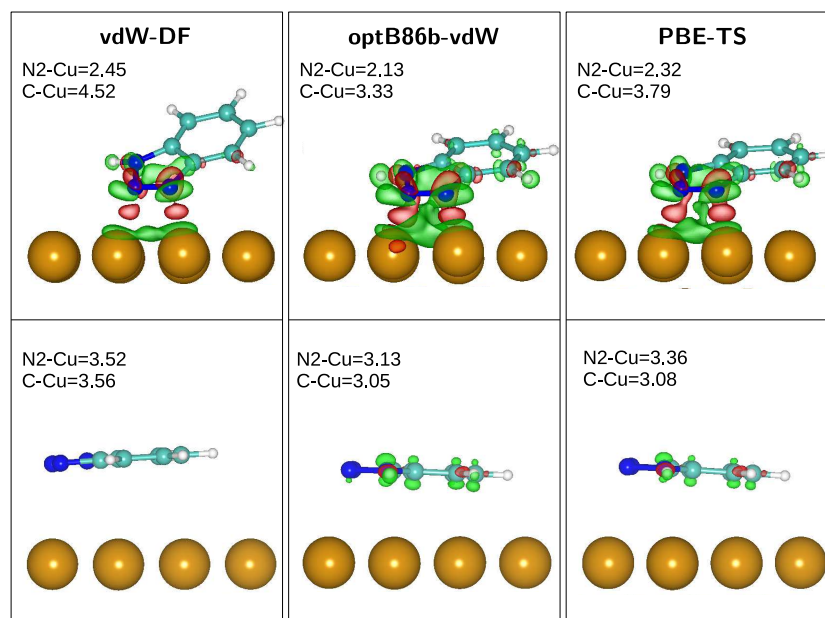 vdW-DF
N2-Cu=2.45
C-Cu=4.52
optB86b-vdW
N2-Cu=2.13
C-Cu=3.33
PBE-TS
N2-Cu=2.32
C-Cu=3.79
N2-Cu=3.52
C-Cu=3.56
N2-Cu=3.13
C-Cu=3.05
N2-Cu=3.36
C-Cu=3.08